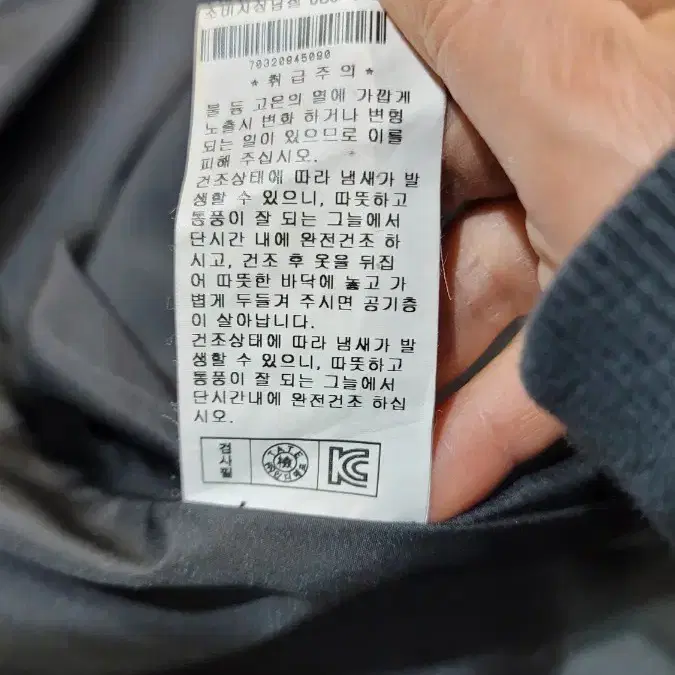 70320945090
* 취급주의 *
불 등 고온의 열에 가깝게
노출시 변화 하거나 변형
되는 일이 있으므로 이를
피해 주십시오.
건조상태에 따라 냄새가 발
생할 수 있으니, 따뜻하고
통풍이 잘 되는 그늘에서
단시간 내에 완전건조 하
시고, 건조 후 옷을 뒤집
어 따뜻한 바닥에 놓고 가
볍게 두들겨 주시면 공기층
이 살아납니다.
건조상태에 따라 냄새가 발
생할 수 있으니, 따뜻하고
통풍이 잘 되는 그늘에서
단시간내에 완전건조 하십
시오.
검사필
TATE
KC